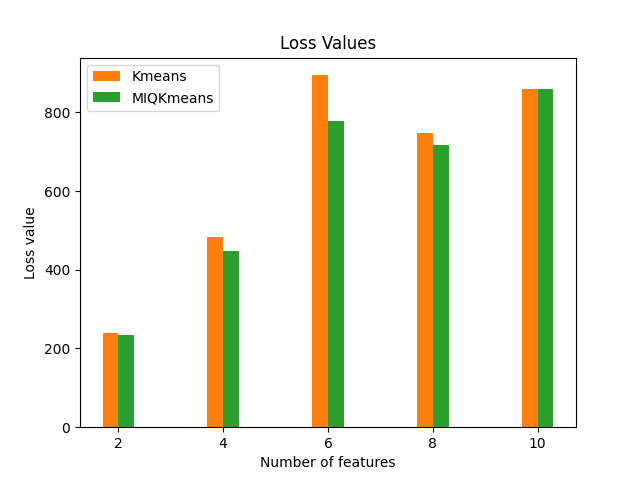 Loss Values
Kmeans
MIQKmeans
Loss value
800
600
400
200
0
2 4 6 8 10
Number of features